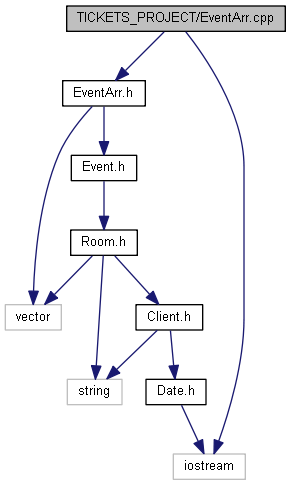 TICKETS_PROJECT/EventArr.cpp
EventArr.h
Event.h
Room.h
vector
Client.h
string
Date.h
iostream